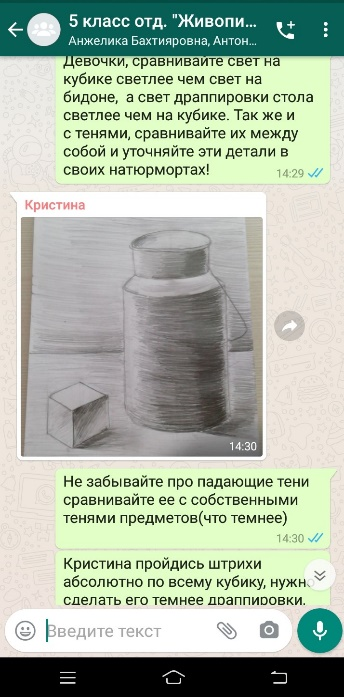 5 класс отд. "Живопи...
Анжелика Бахтияровна, Антон...
Девочки, сравнивайте свет на
кубике светлее чем свет на
бидоне, а свет драппировки стола
светлее чем на кубике. Так же и
с тенями, сравнивайте их между
собой и уточняйте эти детали в
своих натюрмортах!
14:29
Кристина
14:30
Не забывайте про падающие тени
сравнивайте ее с собственными
тенями предметов(что темнее)
14:30
Кристина пройдись штрихи
абсолютно по всему кубику, нужно
сделать его темнее драппировки,
Введите текст